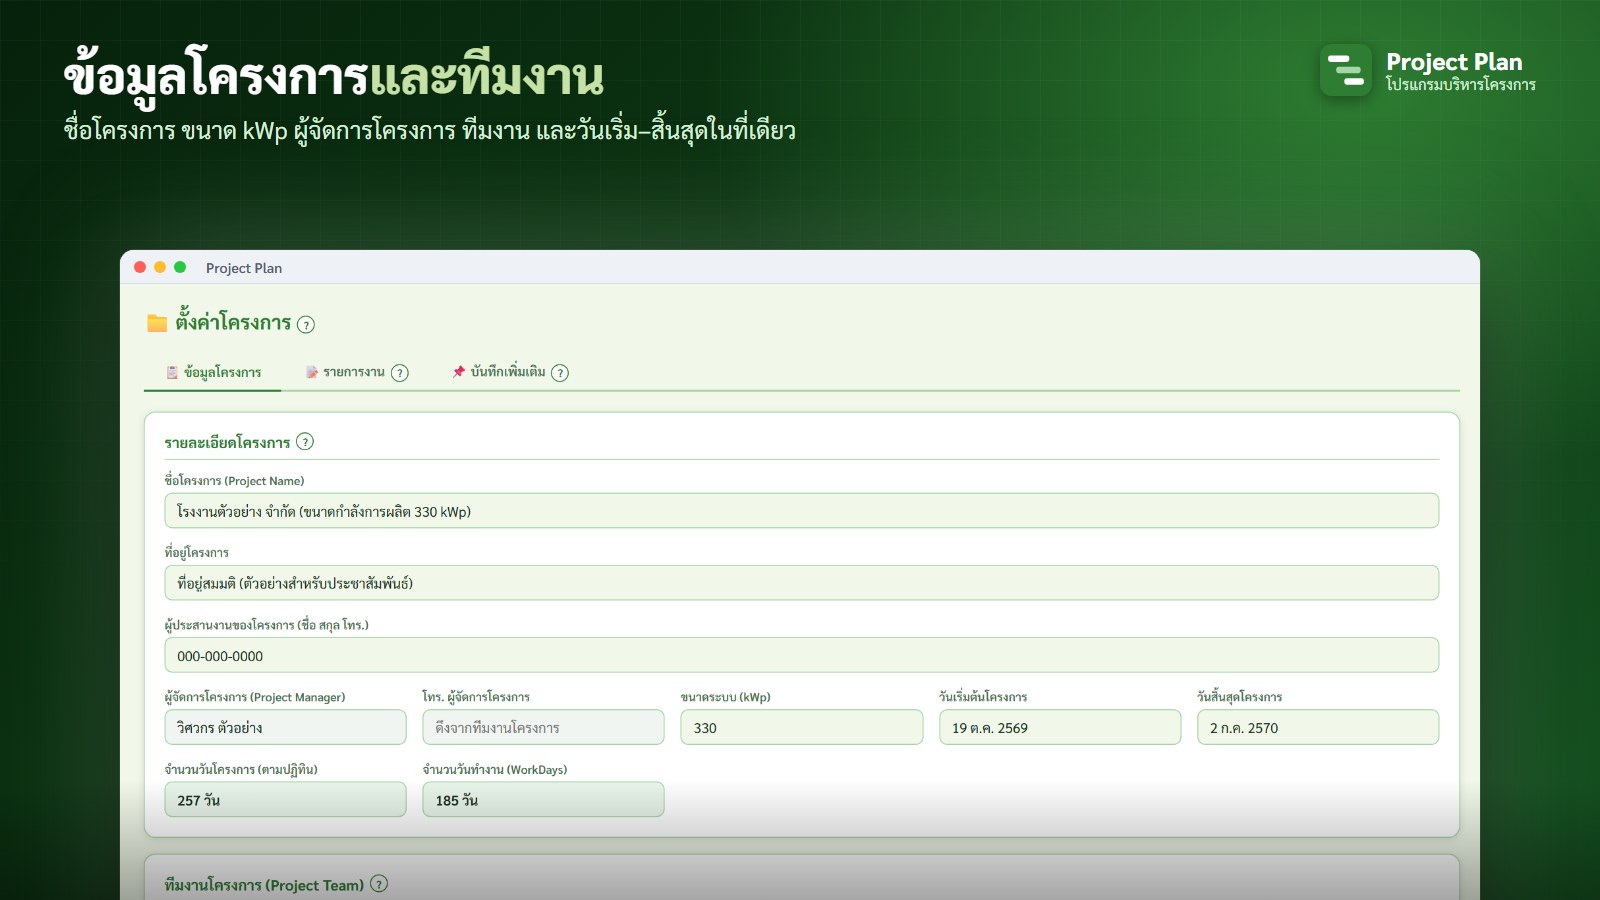 ข้อมูลโครงการและทีมงาน
ชื่อโครงการ ขนาด kWp ผู้จัดการโครงการ ทีมงาน และวันเริ่ม–สิ้นสุดในที่เดียว
Project Plan
โปรแกรมบริหารโครงการ
Project Plan
ตั้งค่าโครงการ ?
ข้อมูลโครงการ รายการงาน ? บันทึกเพิ่มเติม ?
รายละเอียดโครงการ ?
ชื่อโครงการ (Project Name)
โรงงานตัวอย่าง จำกัด (ขนาดกำลังการผลิต 330 kWp)
ที่อยู่โครงการ
ที่อยู่สมมติ (ตัวอย่างสำหรับประชาสัมพันธ์)
ผู้ประสานงานของโครงการ (ชื่อ สกุล โทร.)
000-000-0000
ผู้จัดการโครงการ (Project Manager) โทร. ผู้จัดการโครงการ ขนาดระบบ (kWp) วันเริ่มต้นโครงการ วันสิ้นสุดโครงการ
วิศวกร ตัวอย่าง ดึงจากทีมงานโครงการ 330 19 ต.ค. 2569 2 ก.ค. 2570
จำนวนวันโครงการ (ตามปฏิทิน) จำนวนวันทำงาน (WorkDays)
257 วัน 185 วัน
ทีมงานโครงการ (Project Team) ?